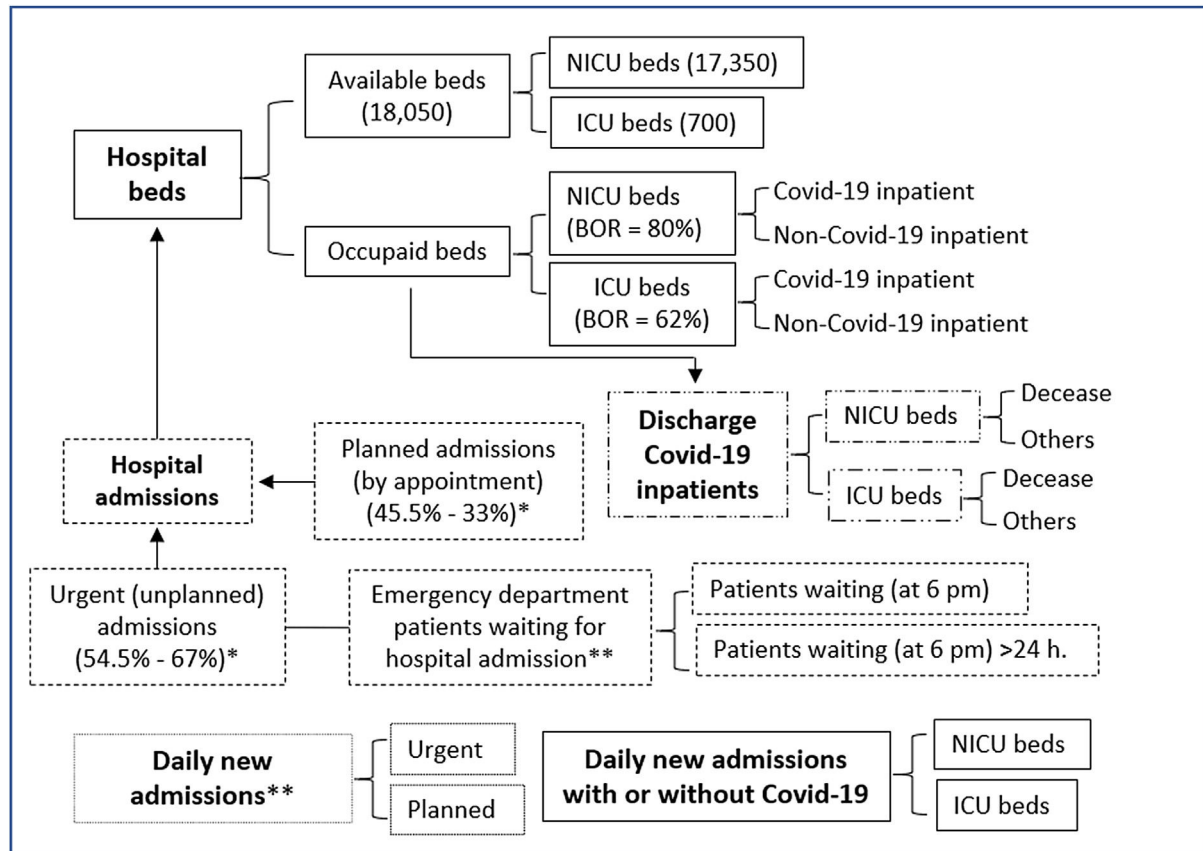 Available beds
(18,050)
NICU beds (17,350)
ICU beds (700)
Hospital
beds
Occupaid beds
NICU beds
(BOR = 80%)
Covid-19 inpatient
Non-Covid-19 inpatient
ICU beds
(BOR = 62%)
Covid-19 inpatient
Non-Covid-19 inpatient
Discharge
Covid-19
inpatients
NICU beds
Decease
Others
ICU beds
Decease
Others
Hospital
admissions
Planned admissions
(by appointment)
(45.5% - 33%)*
Urgent (unplanned)
admissions
(54.5% - 67%)*
Emergency department
patients waiting for
hospital admission**
Patients waiting (at 6 pm)
Patients waiting (at 6 pm) >24 h.
Daily new
admissions**
Urgent
Planned
Daily new admissions
with or without Covid-19
NICU beds
ICU beds